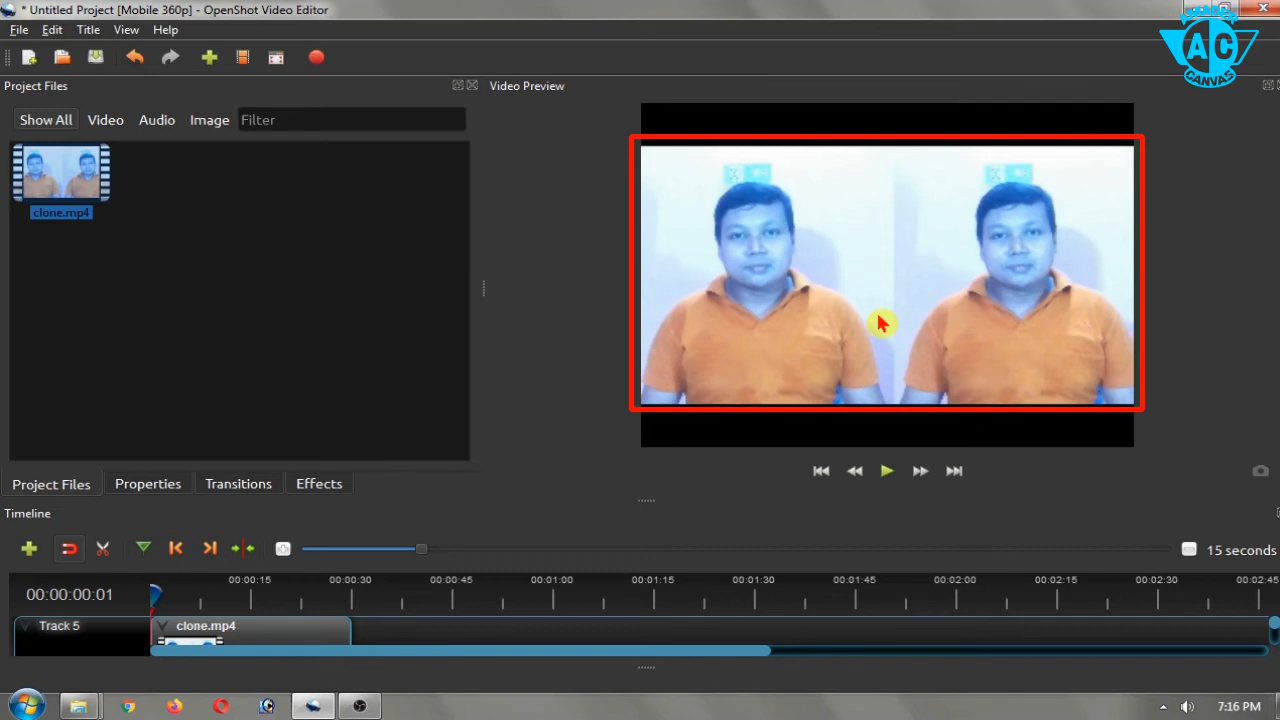 * Untitled Project [Mobile 360p] - OpenShot Video Editor
File Edit Title View Help
Project Files
Video Preview
AC
CANVAS
Show All Video Audio Image Filter
clone.mp4
Project Files Properties Transitions Effects
Timeline
15 seconds
00:00:15 00:00:30 00:00:45 00:01:00 00:01:15 00:01:30 00:01:45 00:02:00 00:02:15 00:02:30 00:02:45
00:00:00:01
Track 5
clone.mp4
7:16 PM